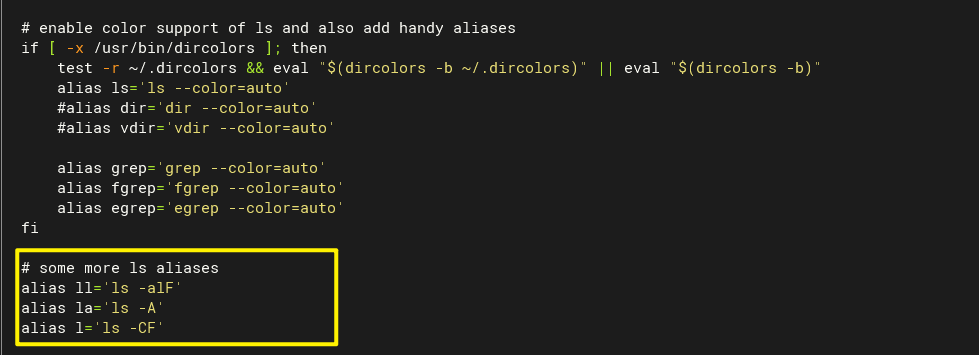 # enable color support of ls and also add handy aliases
if [ -x /usr/bin/dircolors ]; then
    test -r ~/.dircolors && eval "$(dircolors -b ~/.dircolors)" || eval "$(dircolors -b)"
    alias ls='ls --color=auto'
    #alias dir='dir --color=auto'
    #alias vdir='vdir --color=auto'

    alias grep='grep --color=auto'
    alias fgrep='fgrep --color=auto'
    alias egrep='egrep --color=auto'
fi

# some more ls aliases
alias ll='ls -alF'
alias la='ls -A'
alias l='ls -CF'